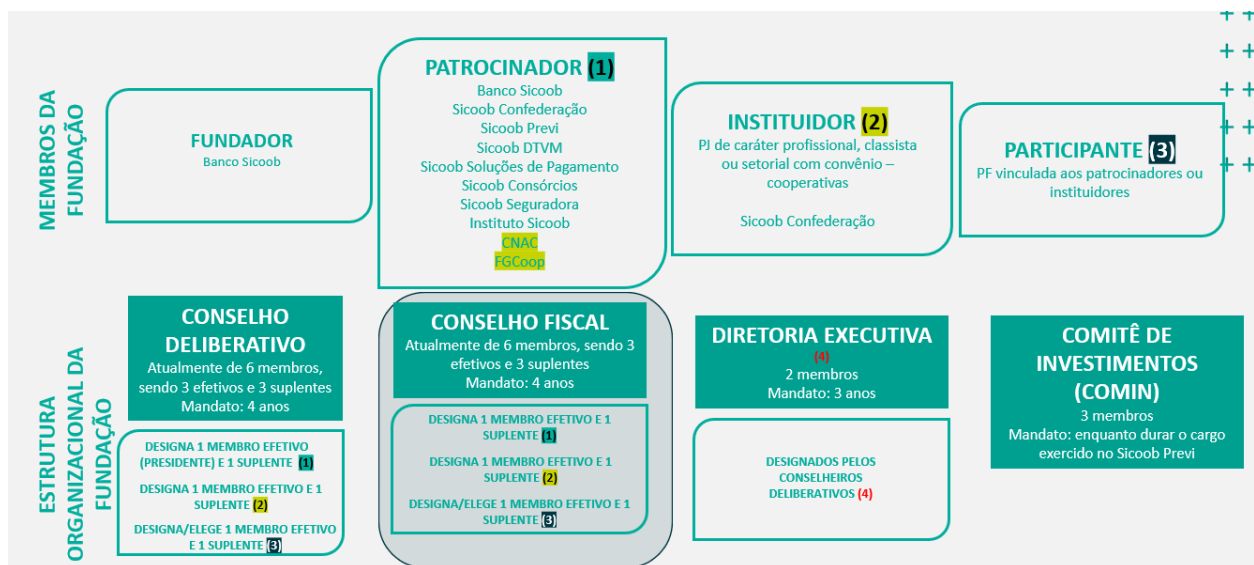 MEMBROS DA
FUNDAÇÃO
FUNDADOR
Banco Sicoob
PATROCINADOR (1)
Banco Sicoob
Sicoob Confederação
Sicoob Previ
Sicoob DTVM
Sicoob Soluções de Pagamento
Sicoob Consórcios
Sicoob Seguradora
Instituto Sicoob
CNAC
FGCoop
INSTITUIDOR (2)
PJ de caráter profissional, classista
ou setorial com convênio –
cooperativas
Sicoob Confederação
PARTICIPANTE (3)
PF vinculada aos patrocinadores ou
instituidores
ESTRUTURA
ORGANIZACIONAL DA
FUNDAÇÃO
CONSELHO
DELIBERATIVO
Atualmente de 6 membros,
sendo 3 efetivos e 3 suplentes
Mandato: 4 anos
DESIGNA 1 MEMBRO EFETIVO
(PRESIDENTE) E 1 SUPLENTE (1)
DESIGNA 1 MEMBRO EFETIVO E 1
SUPLENTE (2)
DESIGNA/ELEGE 1 MEMBRO EFETIVO
E 1 SUPLENTE (3)
CONSELHO FISCAL
Atualmente de 6 membros, sendo 3
efetivos e 3 suplentes
Mandato: 4 anos
DESIGNA 1 MEMBRO EFETIVO E 1
SUPLENTE (1)
DESIGNA 1 MEMBRO EFETIVO E 1
SUPLENTE (2)
DESIGNA/ELEGE 1 MEMBRO EFETIVO E 1
SUPLENTE (3)
DIRETORIA EXECUTIVA
(4)
2 membros
Mandato: 3 anos
DESIGNADOS PELOS
CONSELHEIROS
DELIBERATIVOS (4)
COMITÊ DE
INVESTIMENTOS
(COMIN)
3 membros
Mandato: enquanto durar o cargo
exercido no Sicoob Previ